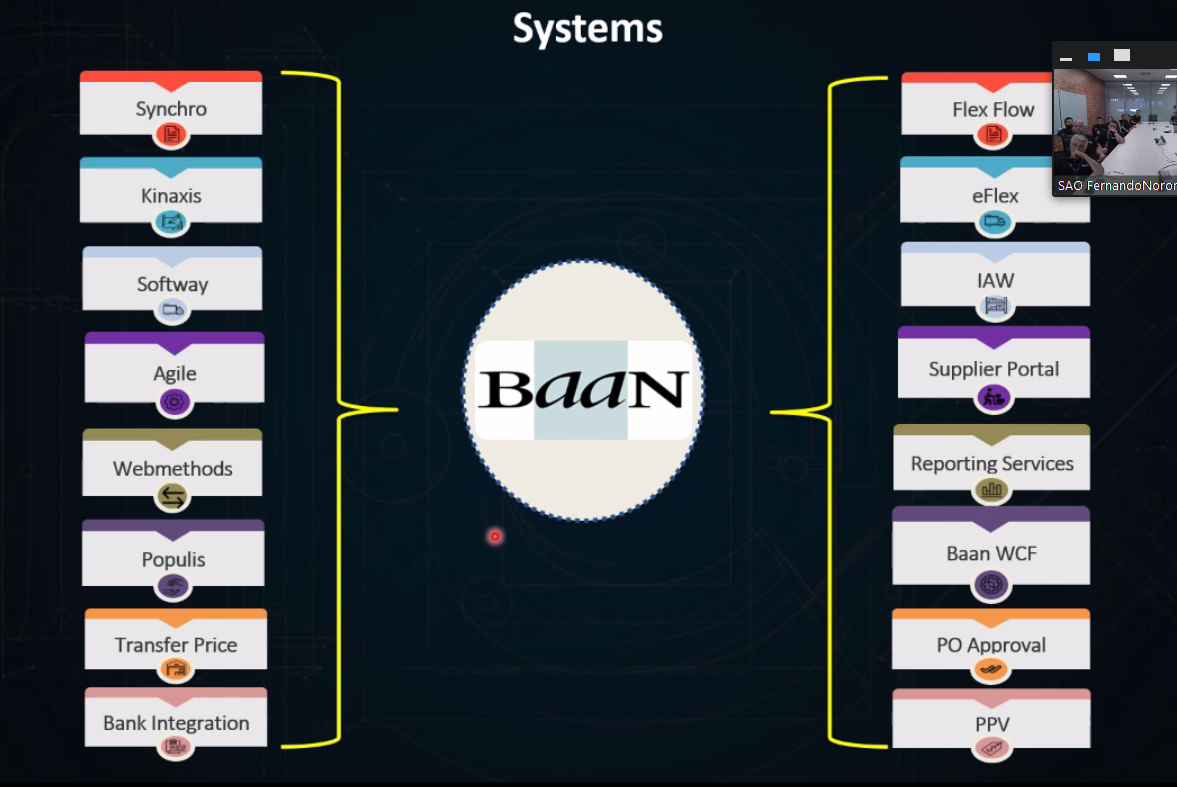 Systems
Synchro
Kinaxis
Softway
Agile
Webmethods
Populis
Transfer Price
Bank Integration
BaaN
Flex Flow
eFlex
IAW
Supplier Portal
Reporting Services
Baan WCF
PO Approval
PPV
SAO FernandoNoror